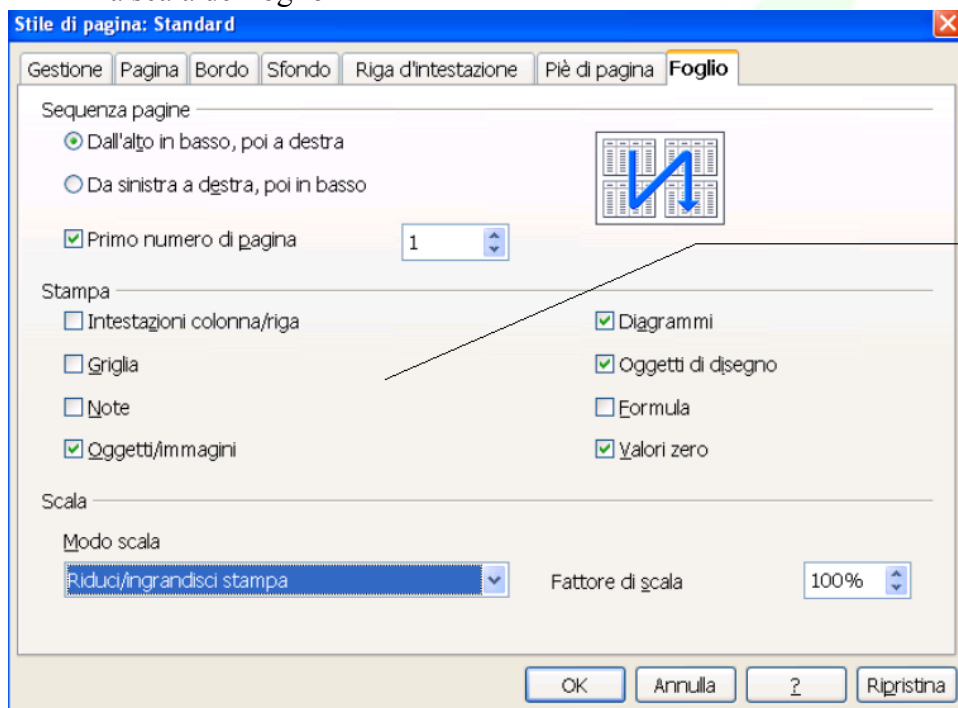 Stile di pagina: Standard
Gestione Pagina Bordo Sfondo Riga d'intestazione Piè di pagina Foglio
Sequenza pagine
Dall'alto in basso, poi a destra
Da sinistra a destra, poi in basso
Primo numero di pagina 1
Stampa
Intestazioni colonna/riga Diagrammi
Griglia Oggetti di disegno
Note Formula
Oggetti/immagini Valori zero
Scala
Modo scala
Riduci/ingrandisci stampa Fattore di scala 100%
OK Annulla ? Ripristina